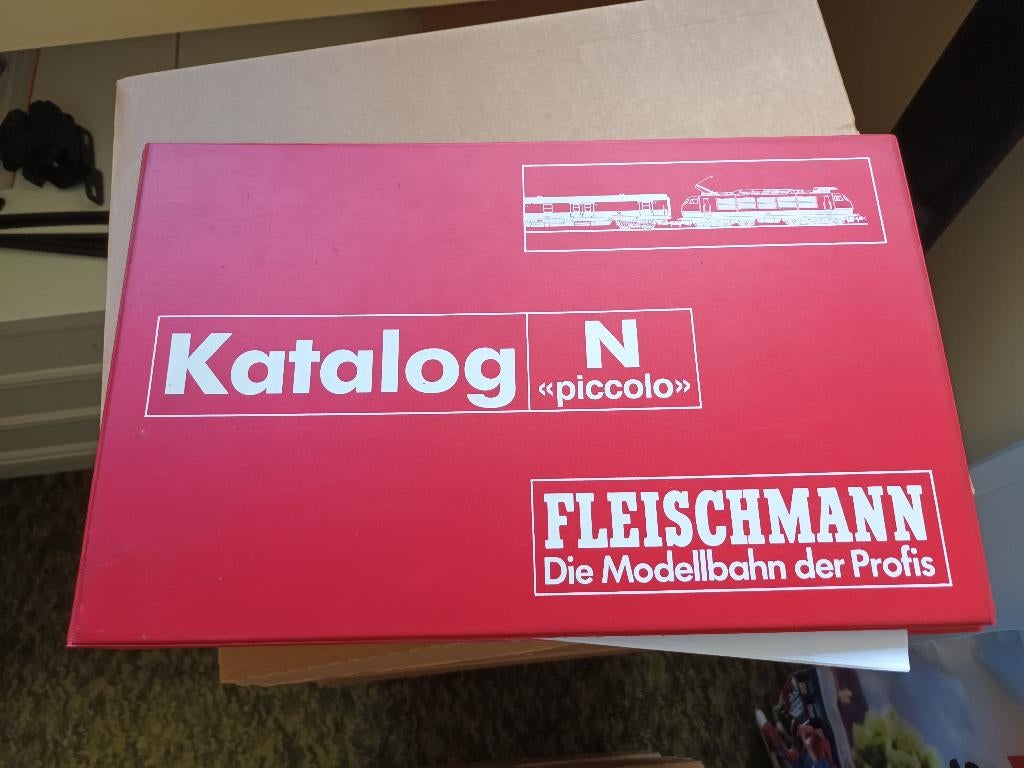 Katalog
N
«piccolo»
FLEISCHMANN
Die Modellbahn der Profis